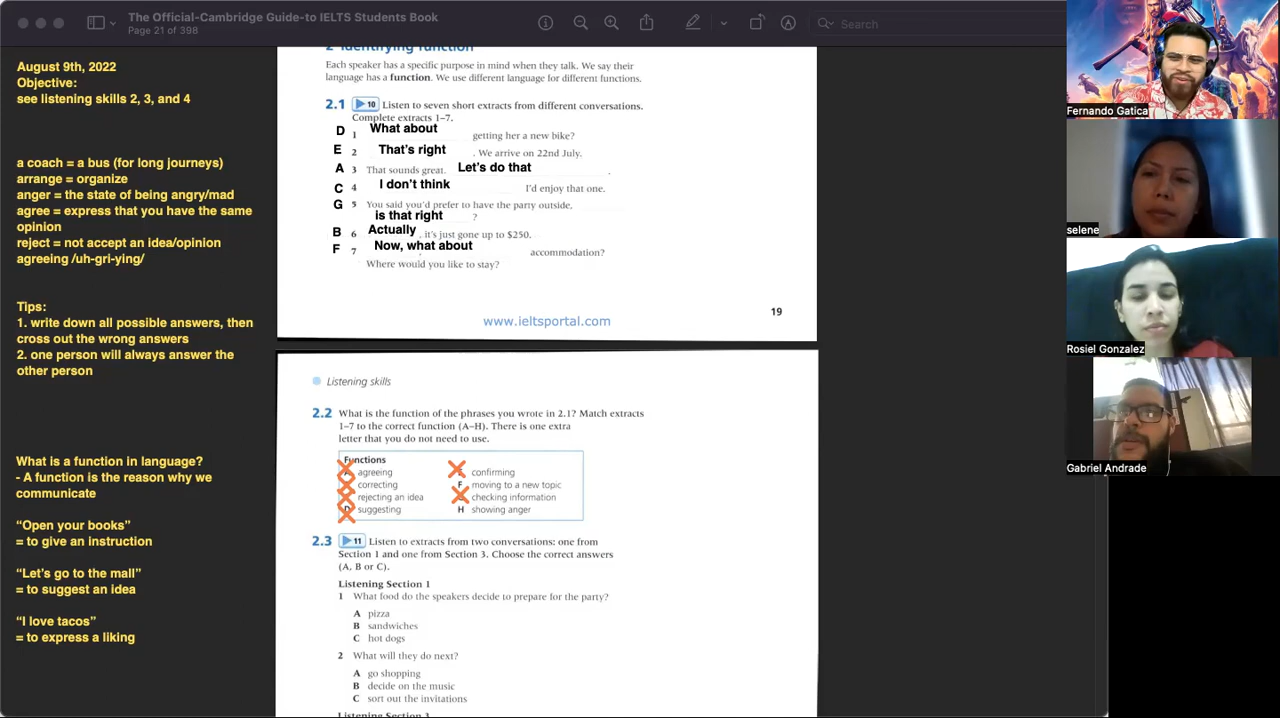 The Official-Cambridge Guide-to IELTS Students Book
Page 21 of 398
Search
August 9th, 2022
Objective:
see listening skills 2, 3, and 4
a coach = a bus (for long journeys)
arrange = organize
anger = the state of being angry/mad
agree = express that you have the same
opinion
reject = not accept an idea/opinion
agreeing /uh-gri-ying/
Tips:
1. write down all possible answers, then
cross out the wrong answers
2. one person will always answer the
other person
What is a function in language?
- A function is the reason why we
communicate
“Open your books”
= to give an instruction
“Let’s go to the mall”
= to suggest an idea
“I love tacos”
= to express a liking
2 Identifying function
Each speaker has a specific purpose in mind when they talk. We say their
language has a function. We use different language for different functions.
2.1 10 Listen to seven short extracts from different conversations.
Complete extracts 1–7.
D 1 What about getting her a new bike?
E 2 That’s right . We arrive on 22nd July.
A 3 That sounds great. Let’s do that .
C 4 I don’t think I’d enjoy that one.
G 5 You said you’d prefer to have the party outside,
is that right ?
B 6 Actually , it’s just gone up to $250.
F 7 Now, what about accommodation?
Where would you like to stay?
19
www.ieltsportal.com
Listening skills
2.2 What is the function of the phrases you wrote in 2.1? Match extracts
1–7 to the correct function (A–H). There is one extra
letter that you do not need to use.
Functions
agreeing confirming
correcting F moving to a new topic
rejecting an idea checking information
D suggesting H showing anger
2.3 11 Listen to extracts from two conversations: one from
Section 1 and one from Section 3. Choose the correct answers
(A, B or C).
Listening Section 1
1 What food do the speakers decide to prepare for the party?
A pizza
B sandwiches
C hot dogs
2 What will they do next?
A go shopping
B decide on the music
C sort out the invitations
Listening Section 3
Fernando Gatica
selene
Rosiel Gonzalez
Gabriel Andrade